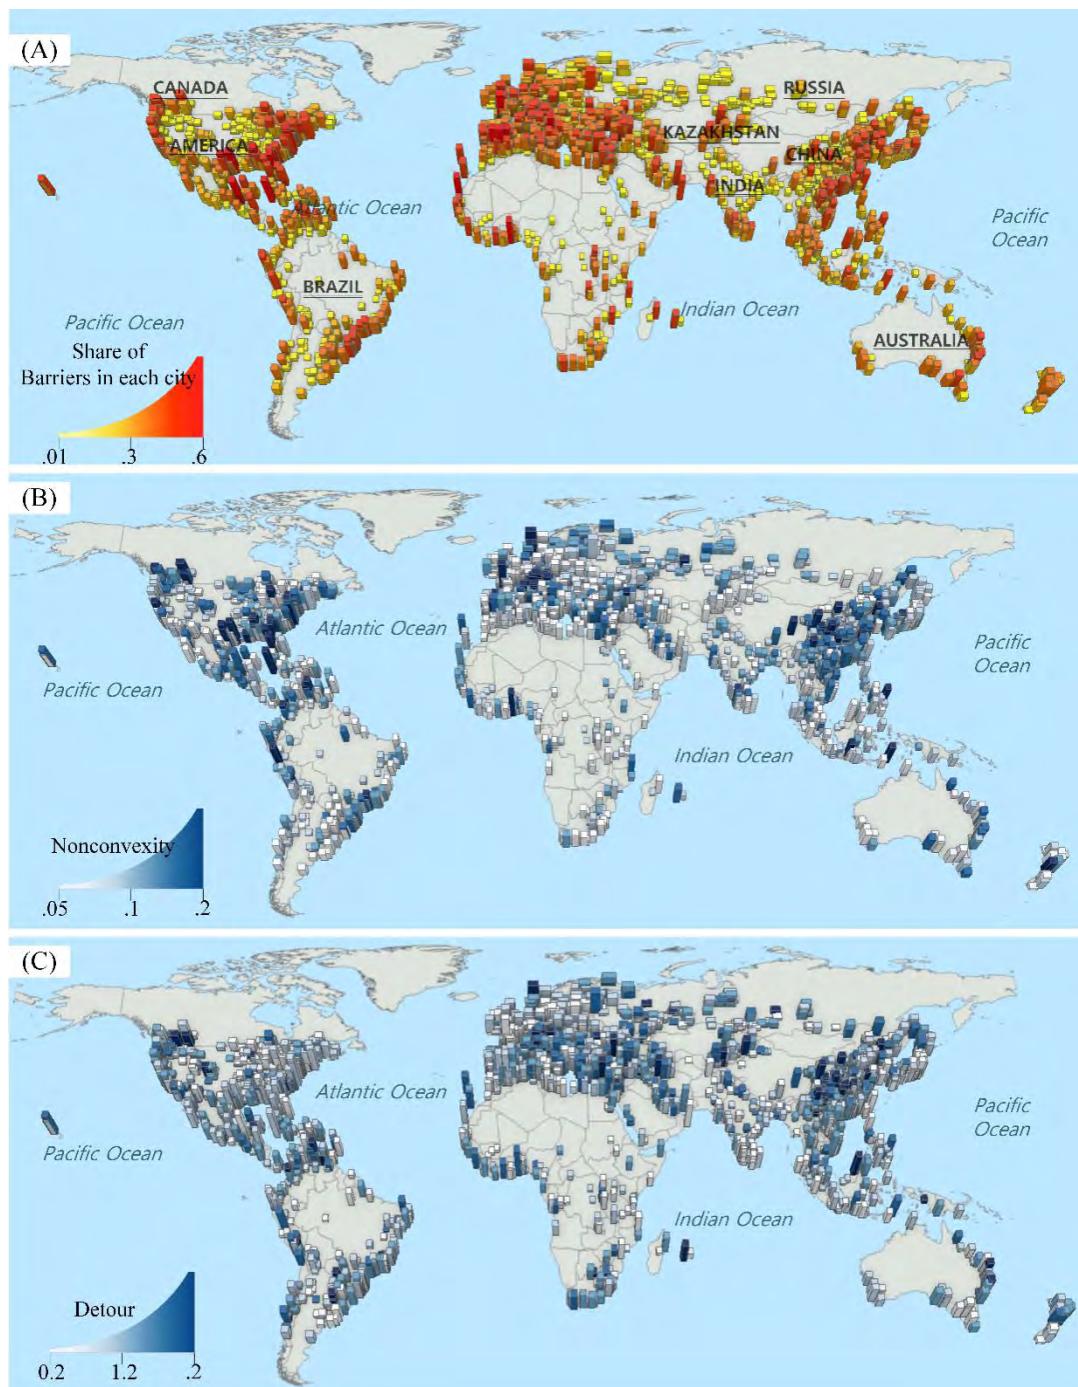 (A)
CANADA
RUSSIA
KAZAKHSTAN
AMERICA
CHINA
INDIA
Atlantic Ocean
Pacific
Ocean
BRAZIL
Indian Ocean
Pacific Ocean
AUSTRALIA
Share of
Barriers in each city
.01 .3 .6
(B)
Atlantic Ocean
Pacific
Ocean
Pacific Ocean
Indian Ocean
Nonconvexity
.05 .1 .2
(C)
Atlantic Ocean
Pacific
Ocean
Pacific Ocean
Indian Ocean
Detour
0.2 1.2 .2